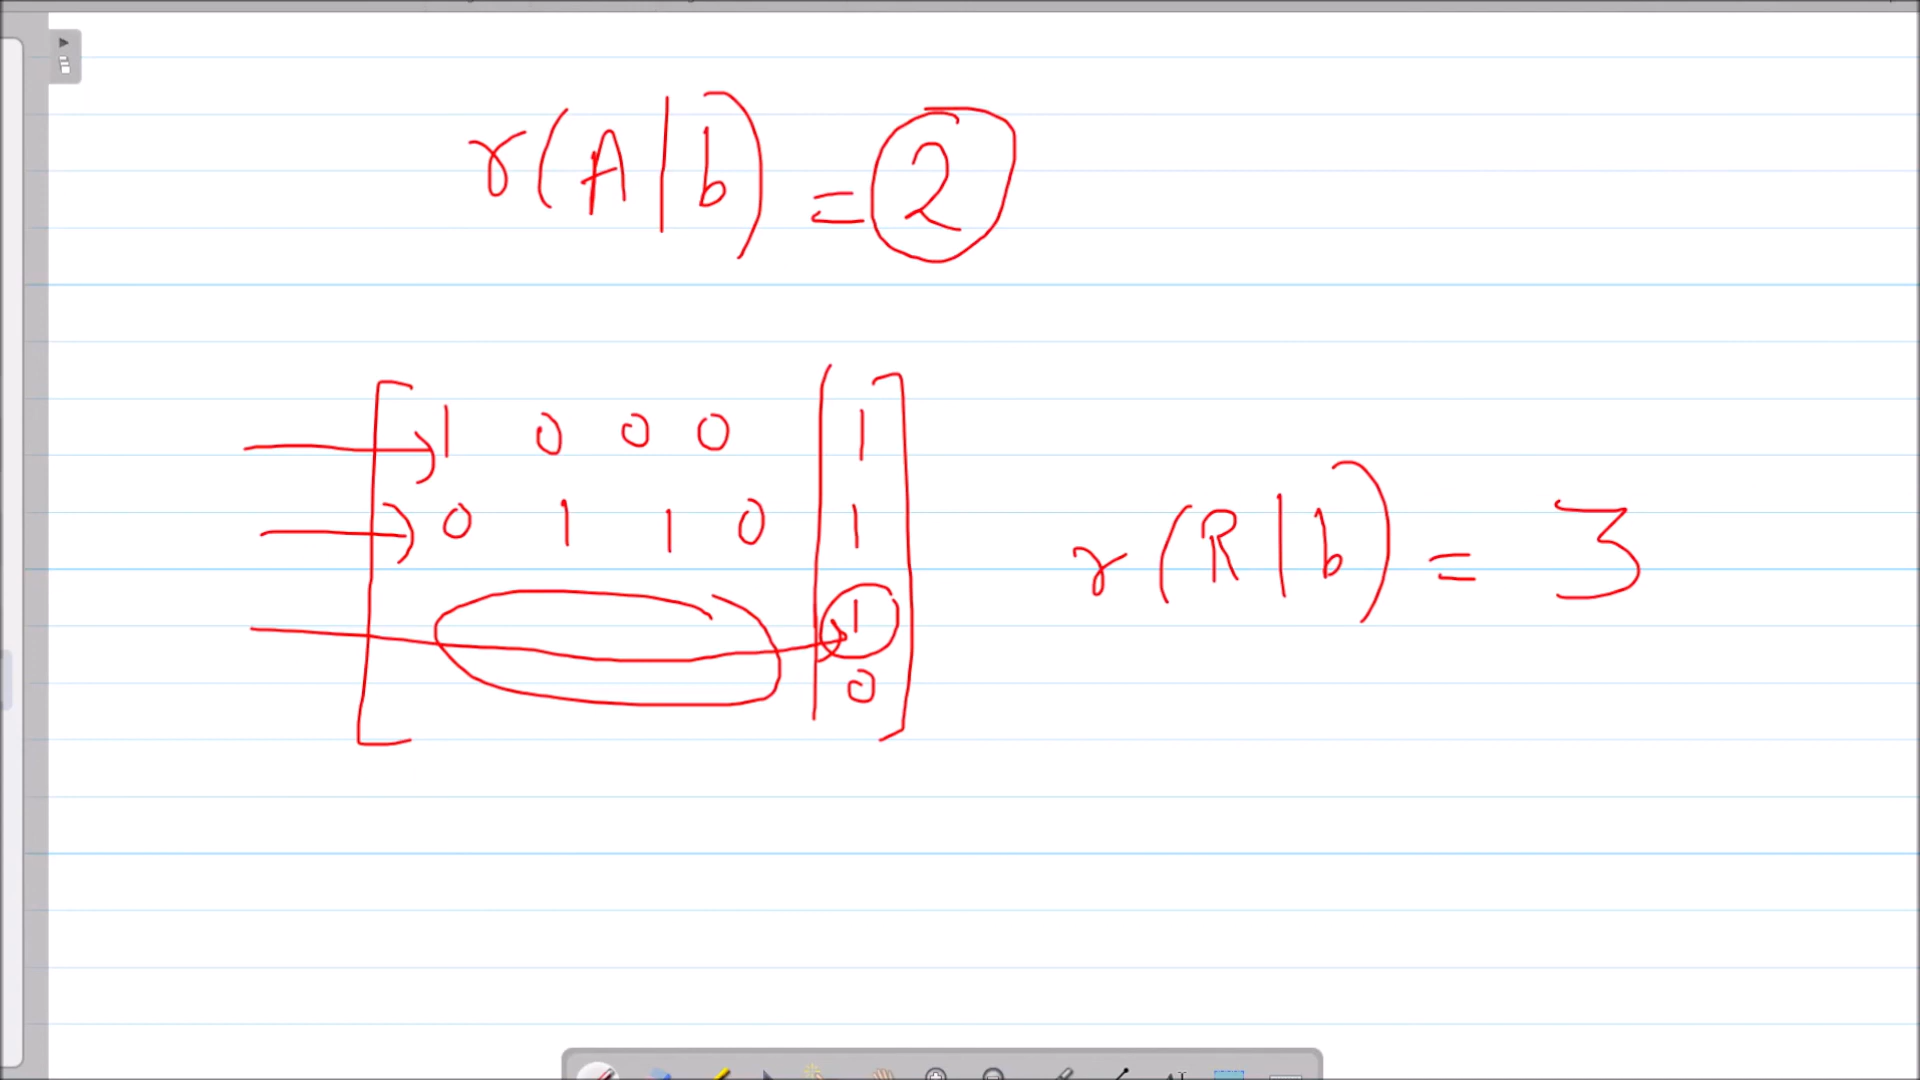 r(A|b) = 2
1 0 0 0 | 1
0 1 1 0 | 1
1
r(R|b) = 3
0